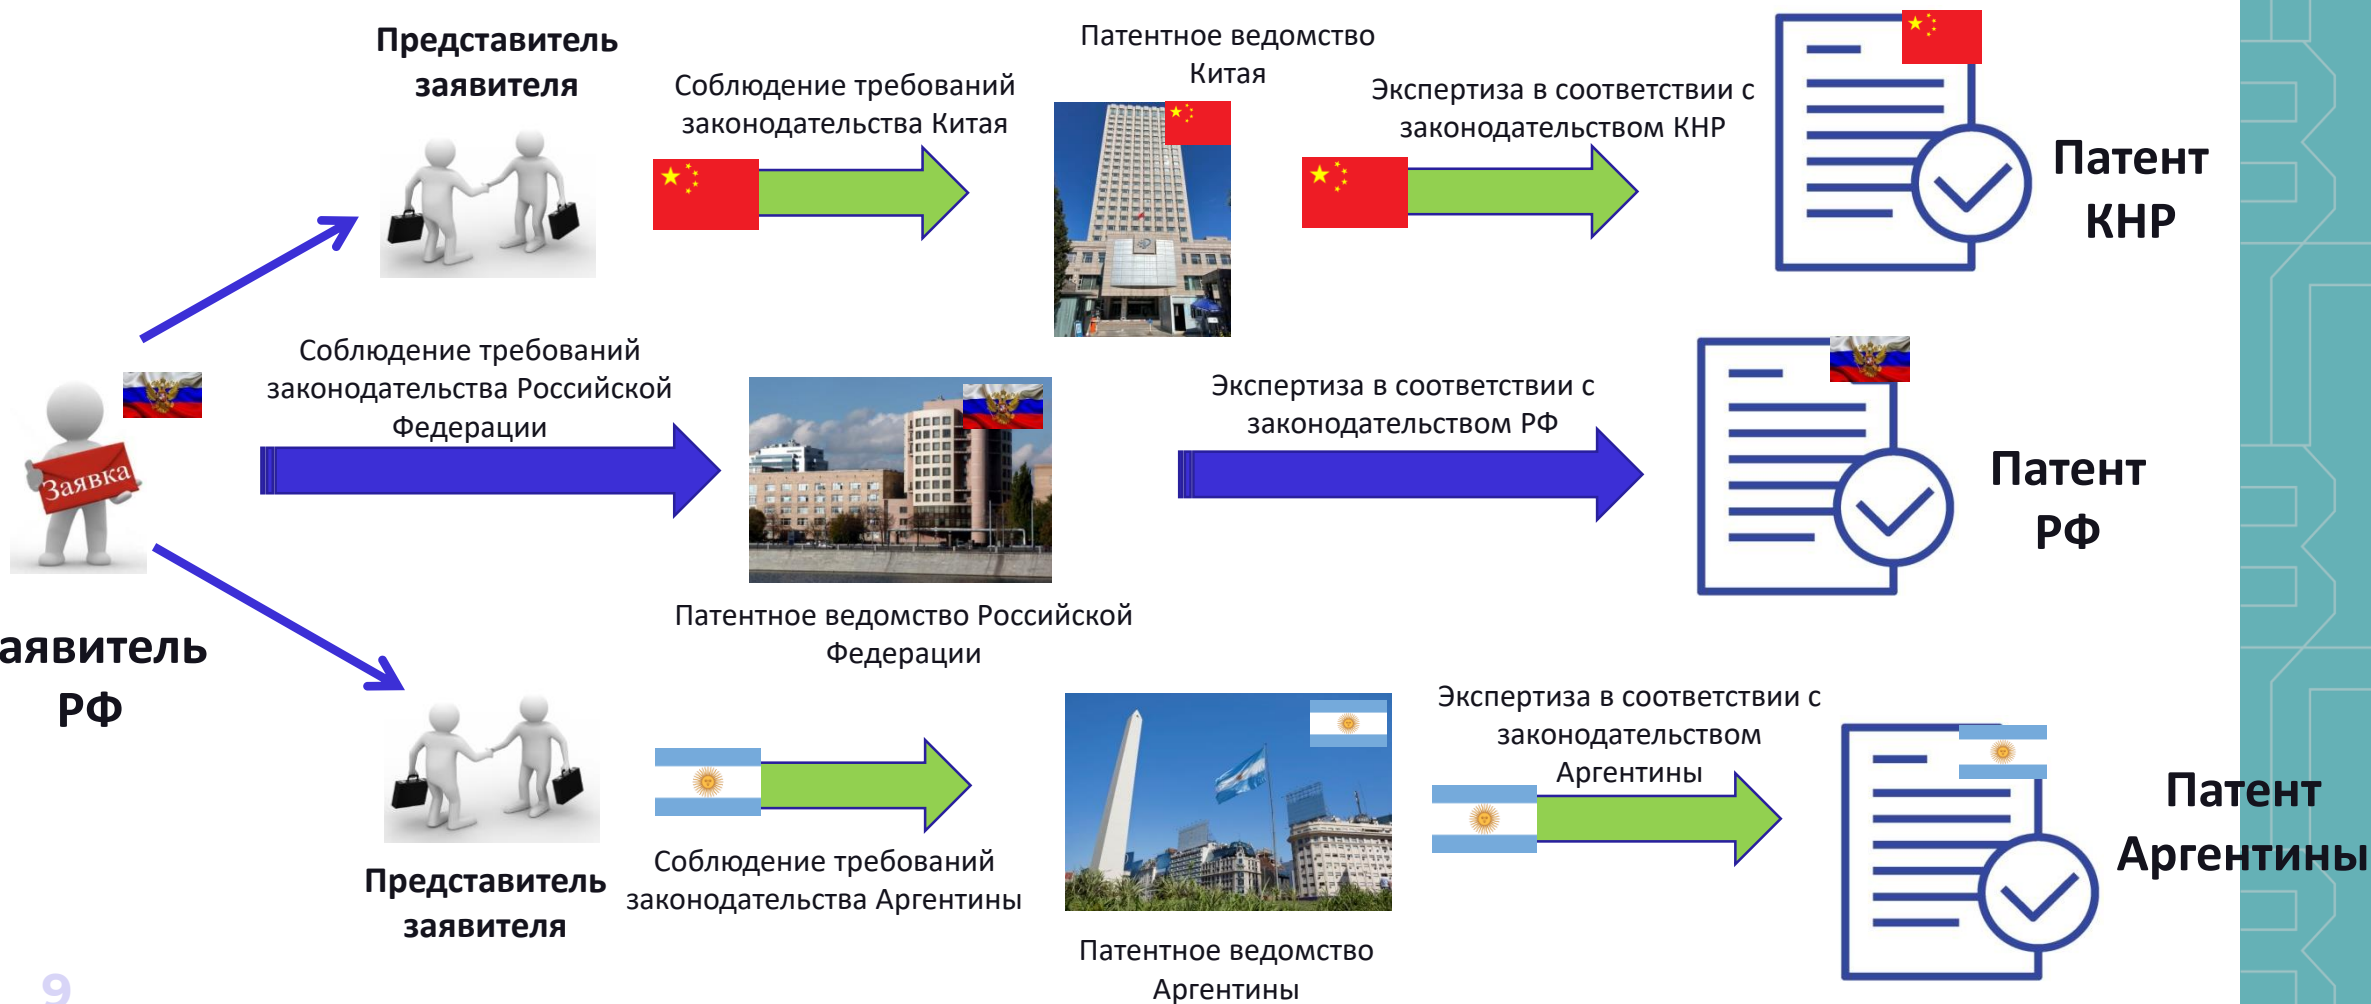 Представитель
заявителя
Соблюдение требований
законодательства Китая
Патентное ведомство
Китая
Экспертиза в соответствии с
законодательством КНР
Патент
КНР
Заявка
аявитель
РФ
Соблюдение требований
законодательства Российской
Федерации
Патентное ведомство Российской
Федерации
Экспертиза в соответствии с
законодательством РФ
Патент
РФ
Представитель
заявителя
Соблюдение требований
законодательства Аргентины
Патентное ведомство
Аргентины
Экспертиза в соответствии с
законодательством
Аргентины
Патент
Аргентины
9